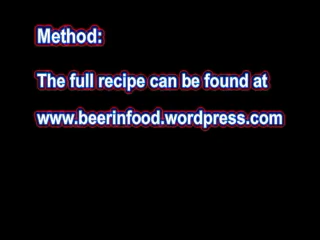 Method:
The full recipe can be found at
www.beerinfood.wordpress.com